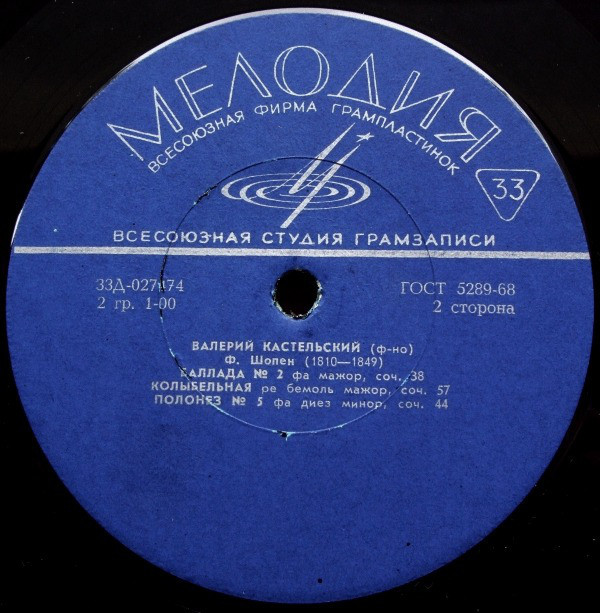 МЕЛОДИЯ
ВСЕСОЮЗНАЯ ФИРМА ГРАМПЛАСТИНОК
33
ВСЕСОЮЗНАЯ СТУДИЯ ГРАМЗАПИСИ
33Д-027474 ГОСТ 5289-68
2 гр. 1-00 2 сторона
ВАЛЕРИЙ КАСТЕЛЬСКИЙ (ф-но)
Ф. Шопен (1810—1849)
БАЛЛАДА № 2 фа мажор, соч. 38
КОЛЫБЕЛЬНАЯ ре бемоль мажор, соч. 57
ПОЛОНЕЗ № 5 фа диез минор, соч. 44